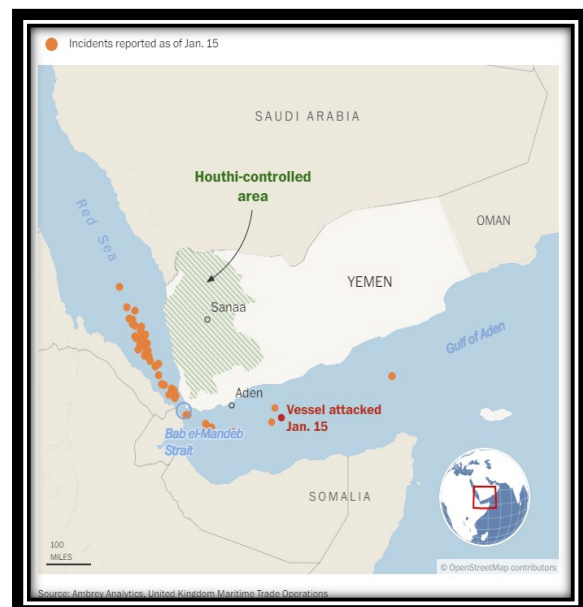 Incidents reported as of Jan. 15
SAUDI ARABIA
Houthi-controlled
area
OMAN
Red Sea
YEMEN
Sanaa
Gulf of Aden
Aden
Vessel attacked
Jan. 15
Bab el-Mandeb
Strait
SOMALIA
100
MILES
© OpenStreetMap contributors
Source: Ambrey Analytics, United Kingdom Maritime Trade Operations